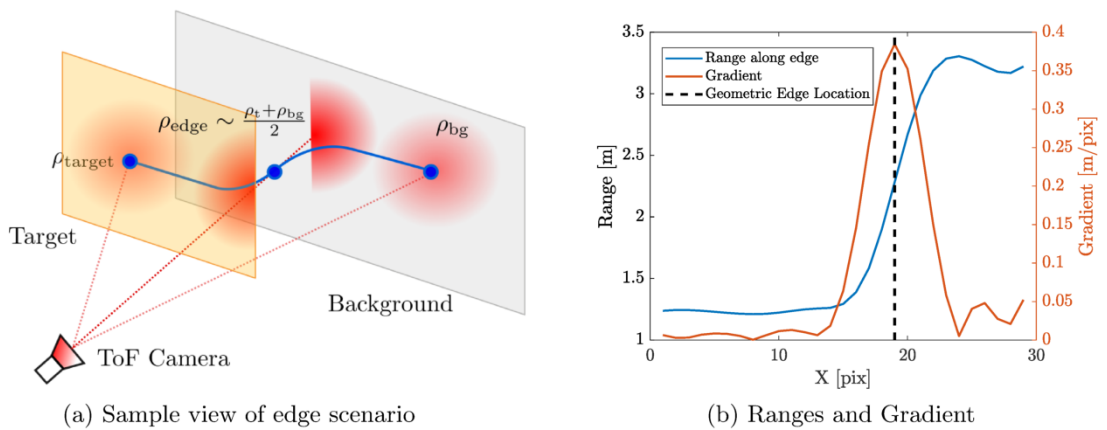 ρ_edge ∼ (ρ_t+ρ_bg)/2
ρ_bg
ρ_target
Target
Background
ToF Camera
(a) Sample view of edge scenario
Range along edge
Gradient
Geometric Edge Location
3.5
3
2.5
2
1.5
1
Range [m]
0.4
0.35
0.3
0.25
0.2
0.15
0.1
0.05
0
Gradient [m/pix]
0 10 20 30
X [pix]
(b) Ranges and Gradient